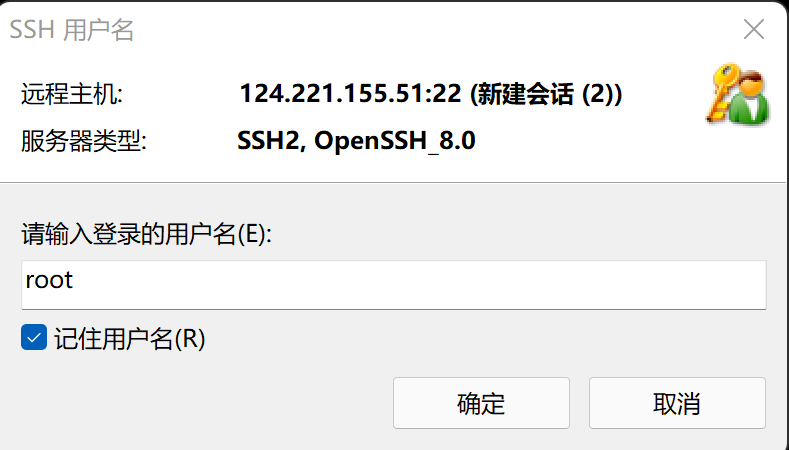 SSH 用户名
远程主机: 124.221.155.51:22 (新建会话 (2))
服务器类型: SSH2, OpenSSH_8.0
请输入登录的用户名(E):
root
记住用户名(R)
确定 取消